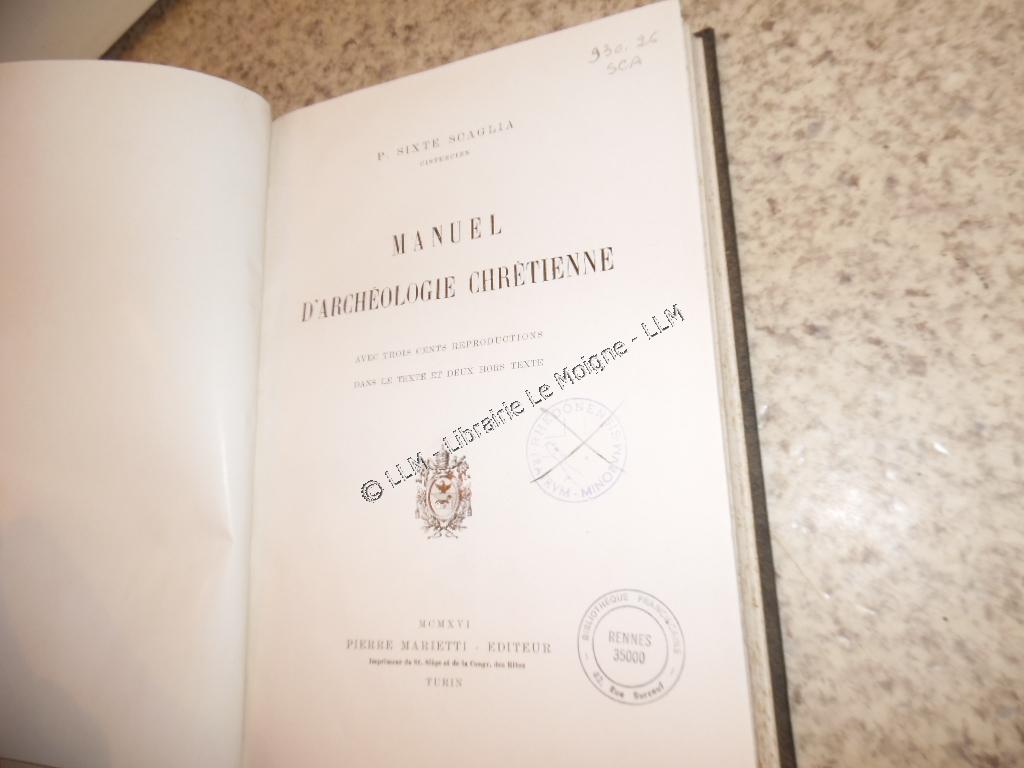 930.26
SCA
P. SIXTE SCAGLIA
CISTERCIEN
MANUEL
D'ARCHÉOLOGIE CHRÉTIENNE
AVEC TROIS CENTS REPRODUCTIONS
DANS LE TEXTE ET DEUX HORS TEXTE
© LLM - Librairie Le Moigne - LLM
RHEDONENSIS
MINORUM
MCMXVI
PIERRE MARIETTI - EDITEUR
Imprimeur du St. Siège et de la Congr. des Rites
TURIN
BIBLIOTHÈQUE FRANCISCAINE
RENNES
35000
Rue